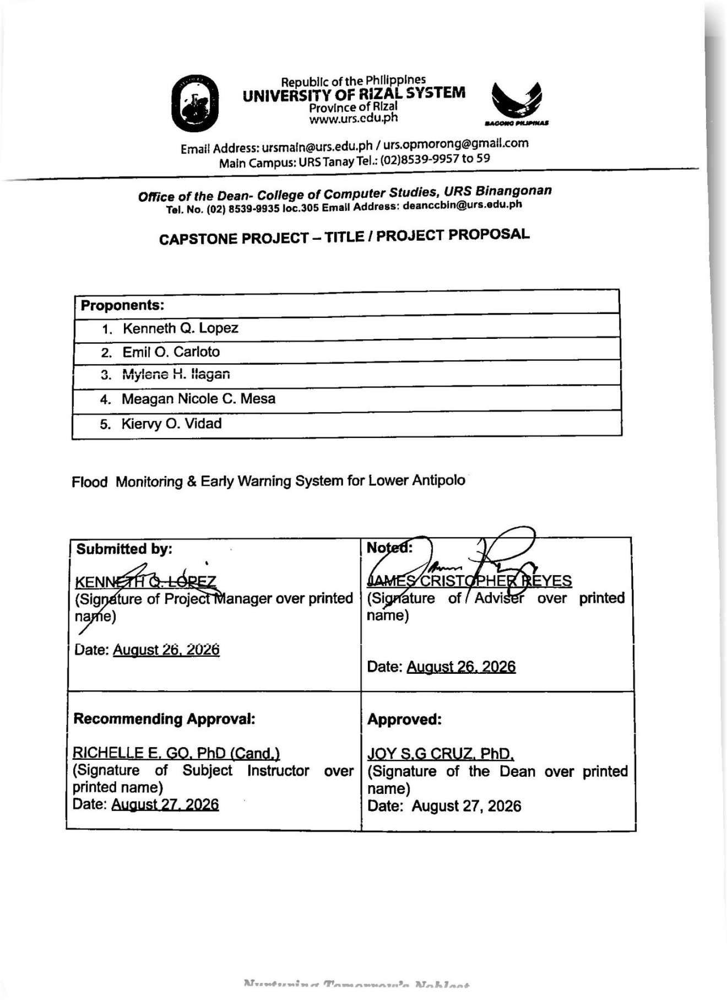 Republic of the Philippines
UNIVERSITY OF RIZAL SYSTEM
Province of Rizal
www.urs.edu.ph
BAGONG PILIPINAS
Email Address: ursmain@urs.edu.ph / urs.opmorong@gmail.com
Main Campus: URS Tanay Tel.: (02)8539-9957 to 59
Office of the Dean- College of Computer Studies, URS Binangonan
Tel. No. (02) 8539-9935 loc.305 Email Address: deanccbin@urs.edu.ph
CAPSTONE PROJECT – TITLE / PROJECT PROPOSAL
Proponents:
1. Kenneth Q. Lopez
2. Emil O. Carloto
3. Mylene H. Ilagan
4. Meagan Nicole C. Mesa
5. Kiervy O. Vidad
Flood Monitoring & Early Warning System for Lower Antipolo
Submitted by:
KENNETH Q. LOPEZ
(Signature of Project Manager over printed
name)
Date: August 26, 2026
Noted:
JAMES CRISTOPHER REYES
(Signature of Adviser over printed
name)
Date: August 26, 2026
Recommending Approval:
RICHELLE E. GO, PhD (Cand.)
(Signature of Subject Instructor over
printed name)
Date: August 27, 2026
Approved:
JOY S.G CRUZ, PhD.
(Signature of the Dean over printed
name)
Date: August 27, 2026
Nurturing Tomorrow's Noblest